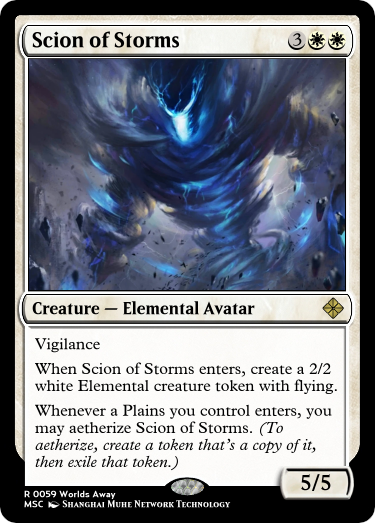 Scion of Storms 3
Creature — Elemental Avatar
Vigilance
When Scion of Storms enters, create a 2/2
white Elemental creature token with flying.
Whenever a Plains you control enters, you
may aetherize Scion of Storms. (To
aetherize, create a token that's a copy of it,
then exile that token.)
5/5
R 0059 Worlds Away
MSC Shanghai Muhe Network Technology